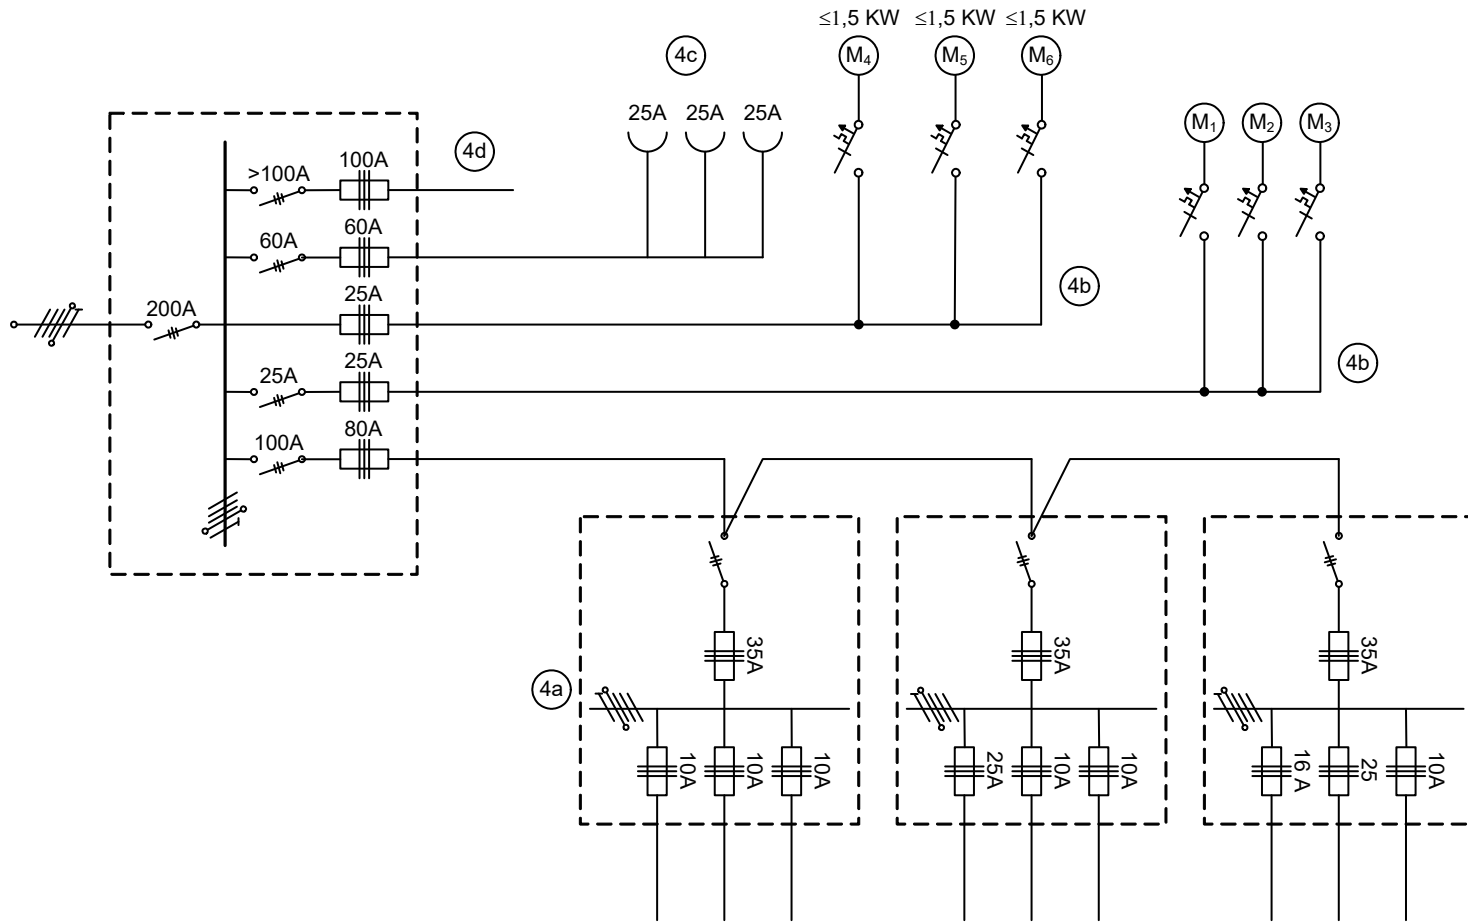 ≤1,5 KW ≤1,5 KW ≤1,5 KW
4c M4 M5 M6
25A 25A 25A
M1 M2 M3
4d
>100A 100A
60A 60A
4b
200A 25A
25A 25A
4b
100A 80A
35A 35A 35A
4a
10A 10A 10A 25A 10A 10A 16 A 25 10A